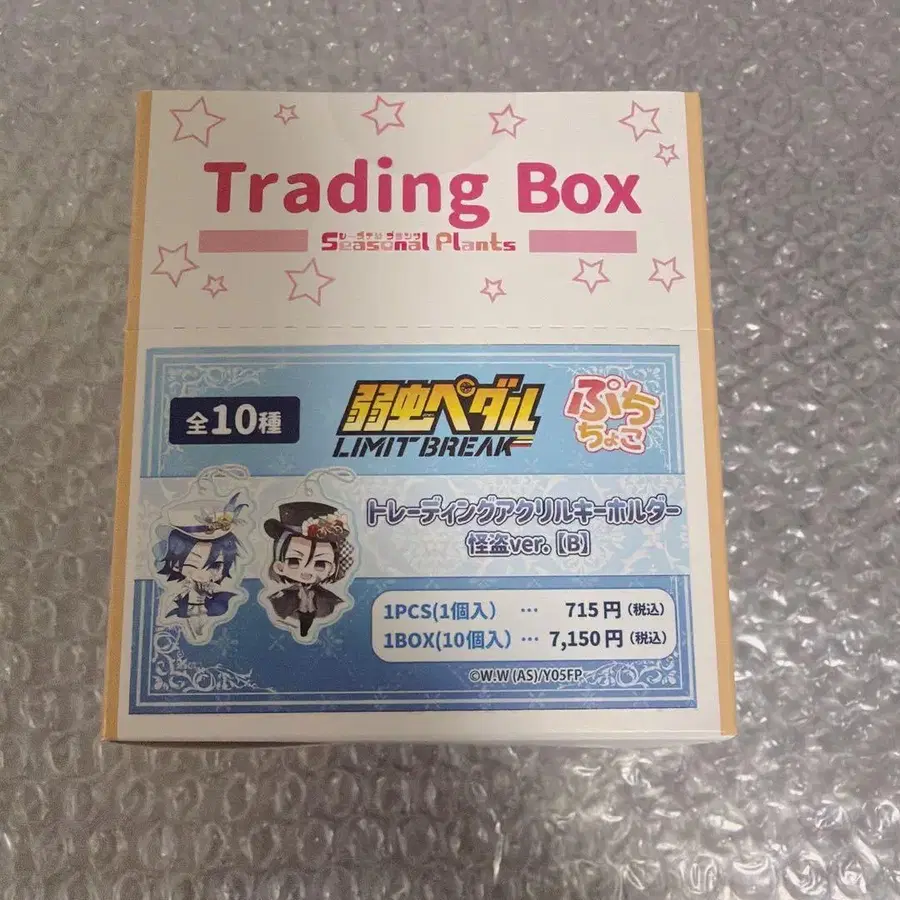 Trading Box
シーズナル プランツ
Seasonal Plants
全10種
弱虫ペダル
LIMIT BREAK
ぷち
ちょこ
トレーディングアクリルキーホルダー
怪盗ver.【B】
1PCS(1個入) … 715円(税込)
1BOX(10個入) … 7,150円(税込)
©W.W (AS)/Y05FP